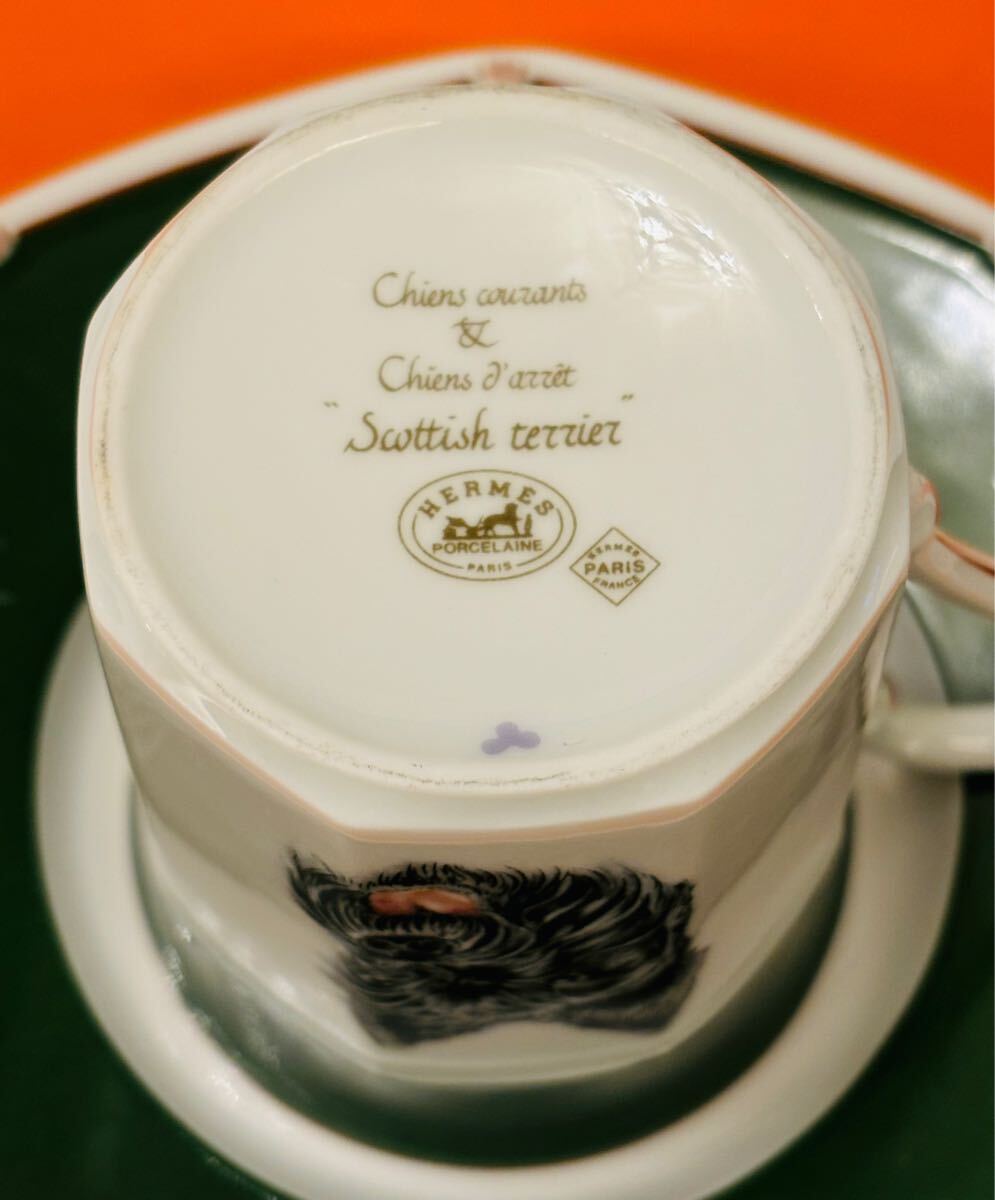 Chiens courants
&
Chiens d'arrêt
"Scottish terrier"
HERMES
PORCELAINE
PARIS
HERMES
PARIS
FRANCE